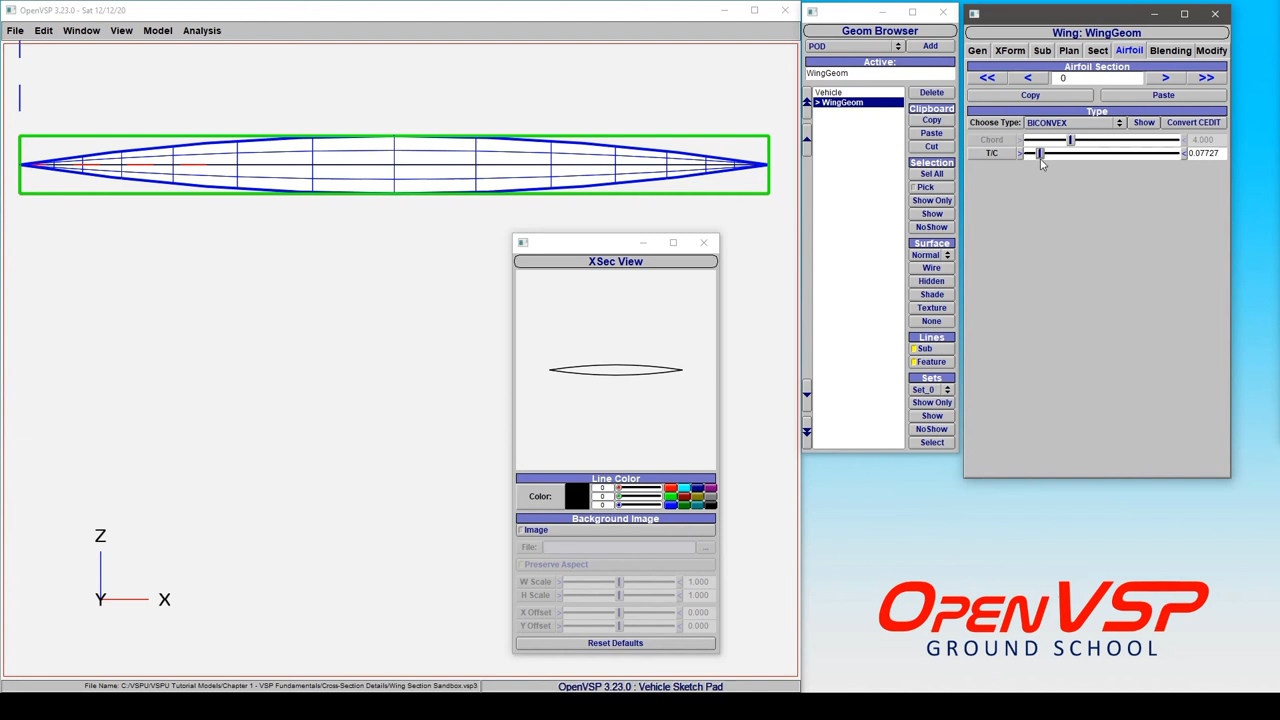 OpenVSP 3.23.0 - Sat 12/12/20
File Edit Window View Model Analysis
Z
Y X
File Name: C:/VSPU/VSPU Tutorial Models/Chapter 1 - VSP Fundamentals/Cross-Section Details/Wing Section Sandbox.vsp3
OpenVSP 3.23.0 : Vehicle Sketch Pad
XSec View
Line Color
Color:
0
0
0
Background Image
Image
File: ...
Preserve Aspect
W Scale > < 1.000
H Scale > < 1.000
X Offset > < 0.000
Y Offset > < 0.000
Reset Defaults
Geom Browser
POD Add
Active:
WingGeom
Vehicle
> WingGeom
Delete
Clipboard
Copy
Paste
Cut
Selection
Sel All
Pick
Show Only
Show
NoShow
Surface
Normal
Wire
Hidden
Shade
Texture
None
Lines
Sub
Feature
Sets
Set_0
Show Only
Show
NoShow
Select
Wing: WingGeom
Gen XForm Sub Plan Sect Airfoil Blending Modify
Airfoil Section
<< < 0 > >>
Copy Paste
Type
Choose Type: BICONVEX Show Convert CEDIT
Chord > < 4.000
T/C > < 0.07727
OPENVSP
GROUND SCHOOL